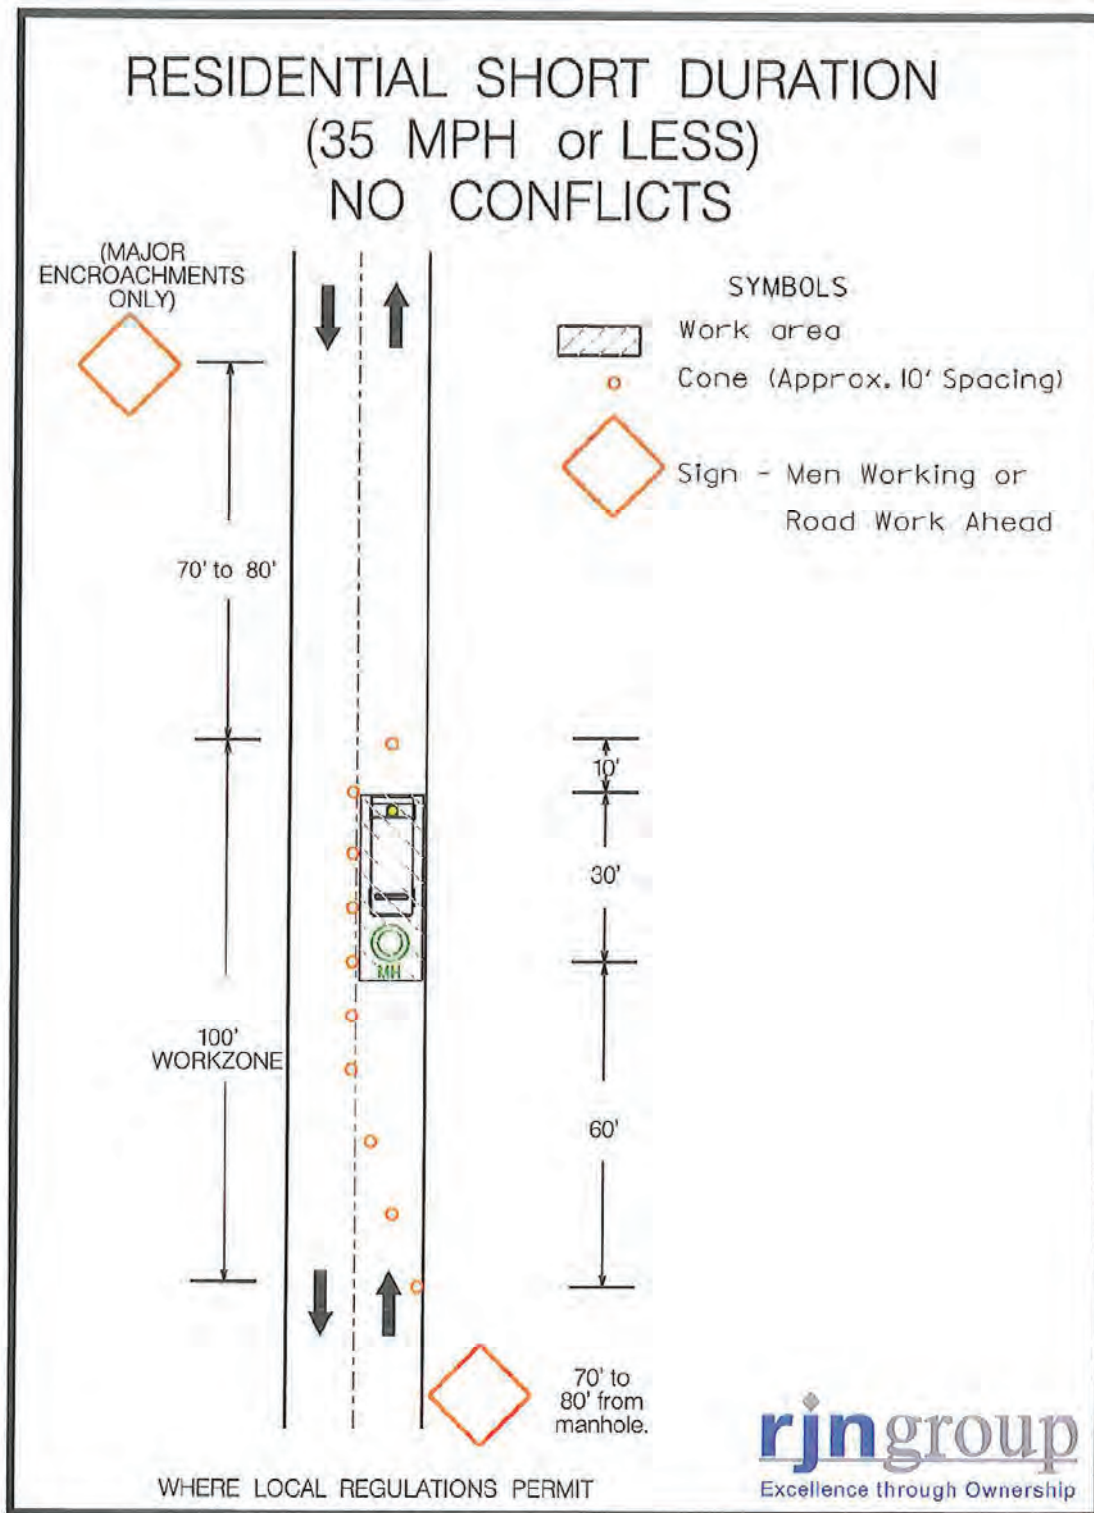 RESIDENTIAL SHORT DURATION
(35 MPH or LESS)
NO CONFLICTS
(MAJOR
ENCROACHMENTS
ONLY)
SYMBOLS
Work area
Cone (Approx. 10' Spacing)
Sign - Men Working or
Road Work Ahead
70' to 80'
10'
30'
MH
100'
WORKZONE
60'
70' to
80' from
manhole.
WHERE LOCAL REGULATIONS PERMIT
rjngroup
Excellence through Ownership